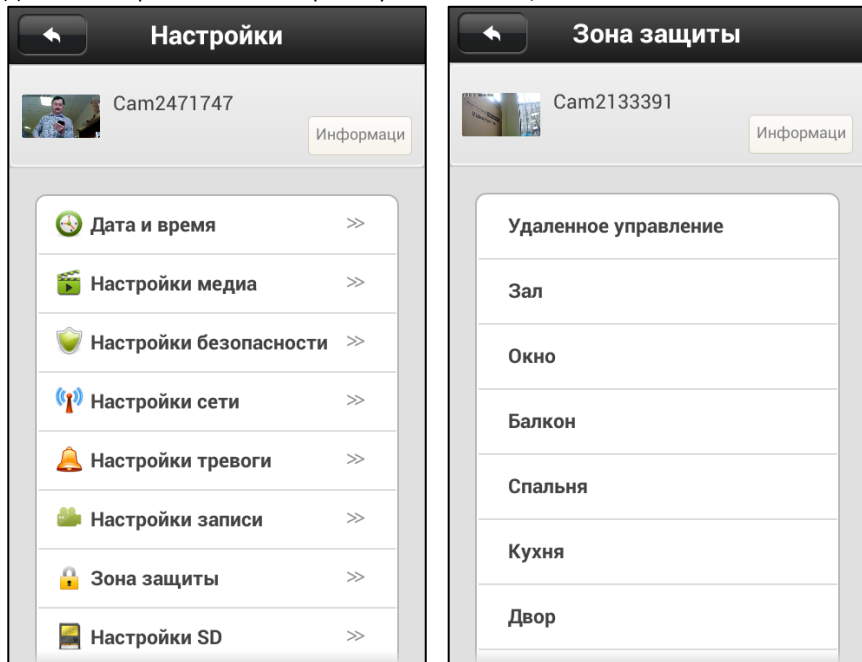 Настройки
Cam2471747
Информаци
Дата и время
Настройки медиа
Настройки безопасности
Настройки сети
Настройки тревоги
Настройки записи
Зона защиты
Настройки SD
Зона защиты
Cam2133391
Информаци
Удаленное управление
Зал
Окно
Балкон
Спальня
Кухня
Двор